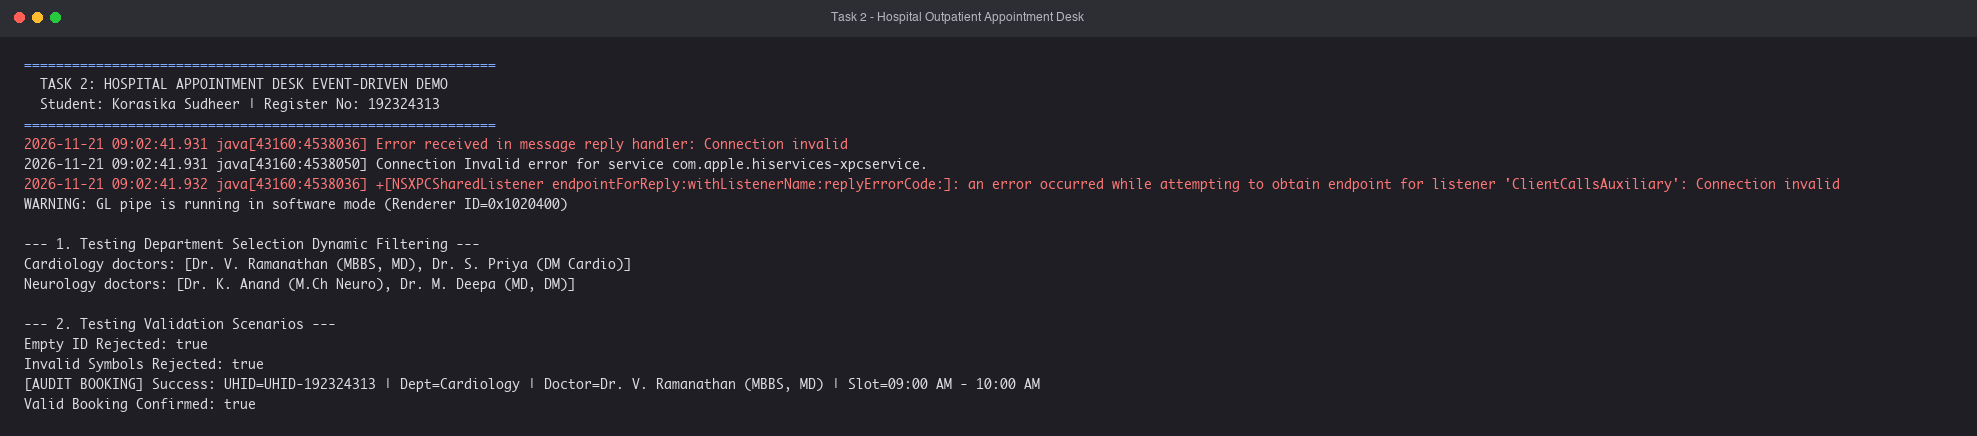 Task 2 - Hospital Outpatient Appointment Desk
===========================================================
TASK 2: HOSPITAL APPOINTMENT DESK EVENT-DRIVEN DEMO
Student: Korasika Sudheer | Register No: 192324313
===========================================================
2026-11-21 09:02:41.931 java[43160:4538036] Error received in message reply handler: Connection invalid
2026-11-21 09:02:41.931 java[43160:4538050] Connection Invalid error for service com.apple.hiservices-xpcservice.
2026-11-21 09:02:41.932 java[43160:4538036] +[NSXPCSharedListener endpointForReply:withListenerName:replyErrorCode:]: an error occurred while attempting to obtain endpoint for listener 'ClientCallsAuxiliary': Connection invalid
WARNING: GL pipe is running in software mode (Renderer ID=0x1020400)
--- 1. Testing Department Selection Dynamic Filtering ---
Cardiology doctors: [Dr. V. Ramanathan (MBBS, MD), Dr. S. Priya (DM Cardio)]
Neurology doctors: [Dr. K. Anand (M.Ch Neuro), Dr. M. Deepa (MD, DM)]
--- 2. Testing Validation Scenarios ---
Empty ID Rejected: true
Invalid Symbols Rejected: true
[AUDIT BOOKING] Success: UHID=UHID-192324313 | Dept=Cardiology | Doctor=Dr. V. Ramanathan (MBBS, MD) | Slot=09:00 AM - 10:00 AM
Valid Booking Confirmed: true